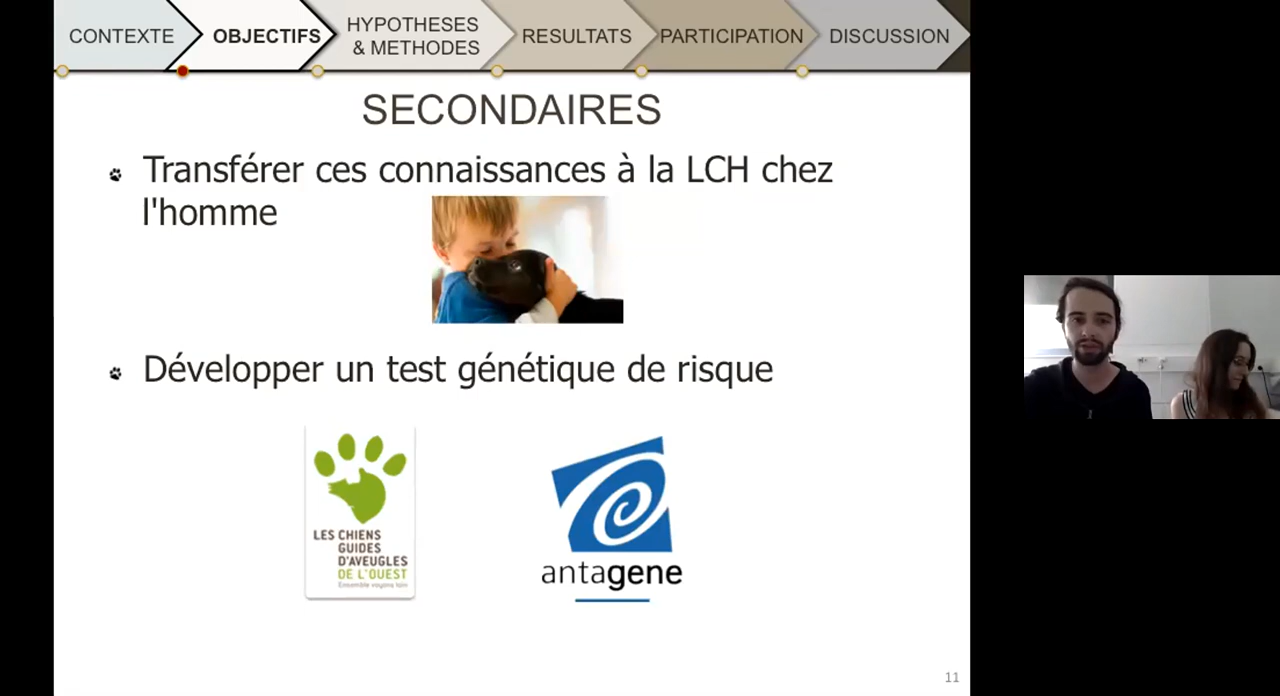 CONTEXTE
OBJECTIFS
HYPOTHESES
& METHODES
RESULTATS
PARTICIPATION
DISCUSSION
SECONDAIRES
Transférer ces connaissances à la LCH chez
l'homme
Développer un test génétique de risque
LES CHIENS
GUIDES
D'AVEUGLES
DE L'OUEST
Ensemble voyons loin
antagene
11